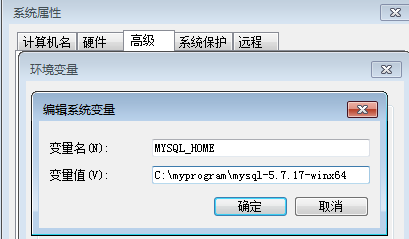 系统属性
计算机名 硬件 高级 系统保护 远程
环境变量
编辑系统变量
变量名(N): MYSQL_HOME
变量值(V): C:\myprogram\mysql-5.7.17-winx64
确定 取消